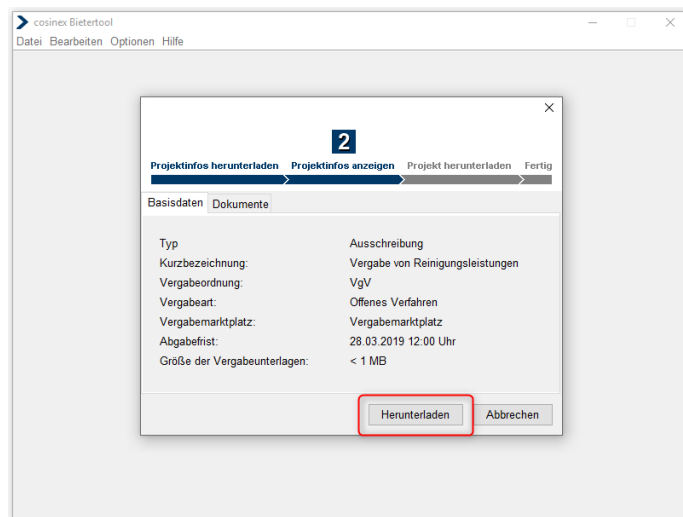 cosinex Bietertool
Datei Bearbeiten Optionen Hilfe
2
Projektinfos herunterladen Projektinfos anzeigen Projekt herunterladen Fertig
Basisdaten Dokumente
Typ Ausschreibung
Kurzbezeichnung: Vergabe von Reinigungsleistungen
Vergabeordnung: VgV
Vergabeart: Offenes Verfahren
Vergabemarktplatz: Vergabemarktplatz
Abgabefrist: 28.03.2019 12:00 Uhr
Größe der Vergabeunterlagen: < 1 MB
Herunterladen Abbrechen